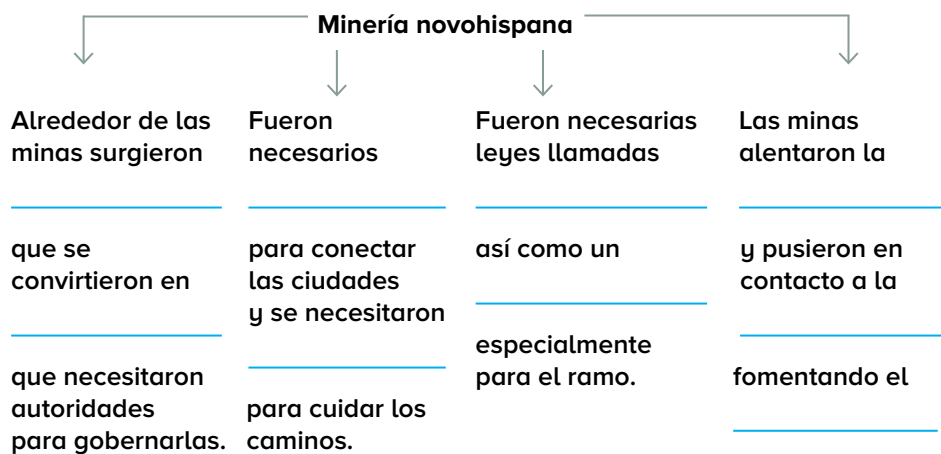 Minería novohispana
Alrededor de las
minas surgieron
que se
convirtieron en
que necesitaron
autoridades
para gobernarlas.
Fueron
necesarios
para conectar
las ciudades
y se necesitaron
para cuidar los
caminos.
Fueron necesarias
leyes llamadas
así como un
especialmente
para el ramo.
Las minas
alentaron la
y pusieron en
contacto a la
fomentando el